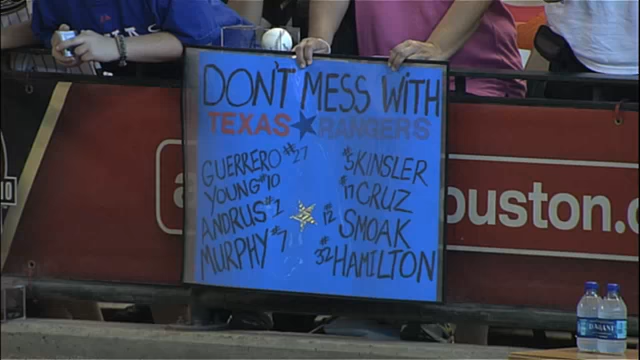 DON'T MESS WITH
TEXAS RANGERS
GUERRERO #27
YOUNG #10
ANDRUS #1
MURPHY #7
#5 KINSLER
#17 CRUZ
#12 SMOAK
#32 HAMILTON
ouston.c